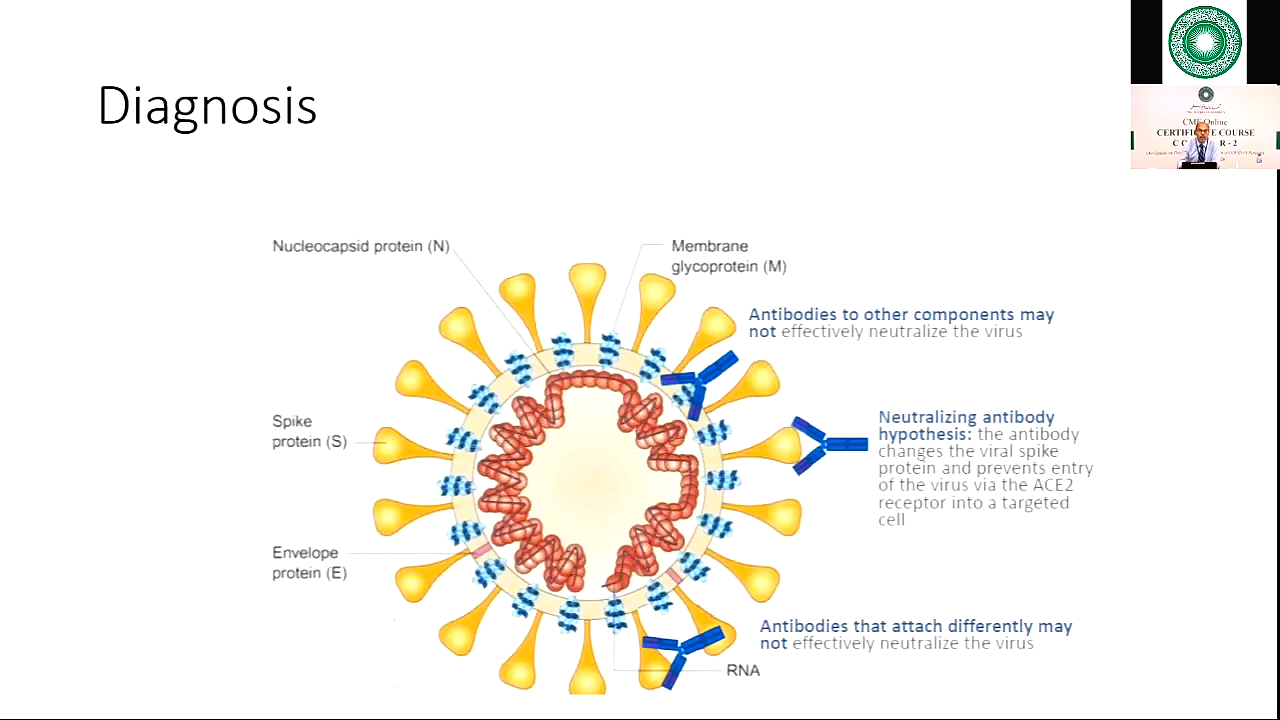 Diagnosis
CME Online
CERTIFICATE COURSE
Nucleocapsid protein (N)
Membrane
glycoprotein (M)
Antibodies to other components may
not effectively neutralize the virus
Spike
protein (S)
Neutralizing antibody
hypothesis: the antibody
changes the viral spike
protein and prevents entry
of the virus via the ACE2
receptor into a targeted
cell
Envelope
protein (E)
Antibodies that attach differently may
not effectively neutralize the virus
RNA